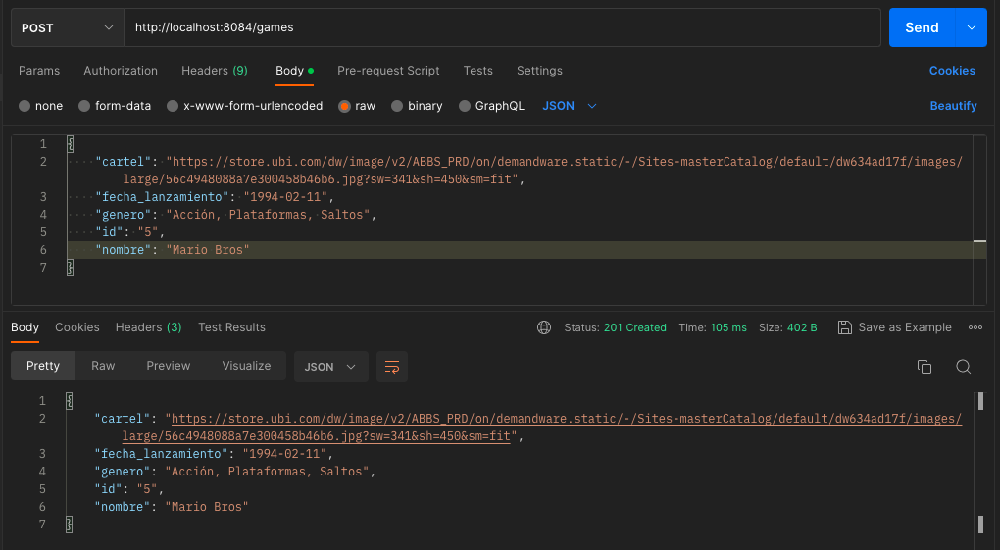 POST http://localhost:8084/games Send
Params Authorization Headers (9) Body Pre-request Script Tests Settings Cookies
none form-data x-www-form-urlencoded raw binary GraphQL JSON Beautify
1 {
2 "cartel": "https://store.ubi.com/dw/image/v2/ABBS_PRD/on/demandware.static/-/Sites-masterCatalog/default/dw634ad17f/images/
large/56c4948088a7e300458b46b6.jpg?sw=341&sh=450&sm=fit",
3 "fecha_lanzamiento": "1994-02-11",
4 "genero": "Acción, Plataformas, Saltos",
5 "id": "5",
6 "nombre": "Mario Bros"
7 }
Body Cookies Headers (3) Test Results Status: 201 Created Time: 105 ms Size: 402 B Save as Example
Pretty Raw Preview Visualize JSON
1 {
2 "cartel": "https://store.ubi.com/dw/image/v2/ABBS_PRD/on/demandware.static/-/Sites-masterCatalog/default/dw634ad17f/images/
large/56c4948088a7e300458b46b6.jpg?sw=341&sh=450&sm=fit",
3 "fecha_lanzamiento": "1994-02-11",
4 "genero": "Acción, Plataformas, Saltos",
5 "id": "5",
6 "nombre": "Mario Bros"
7 }